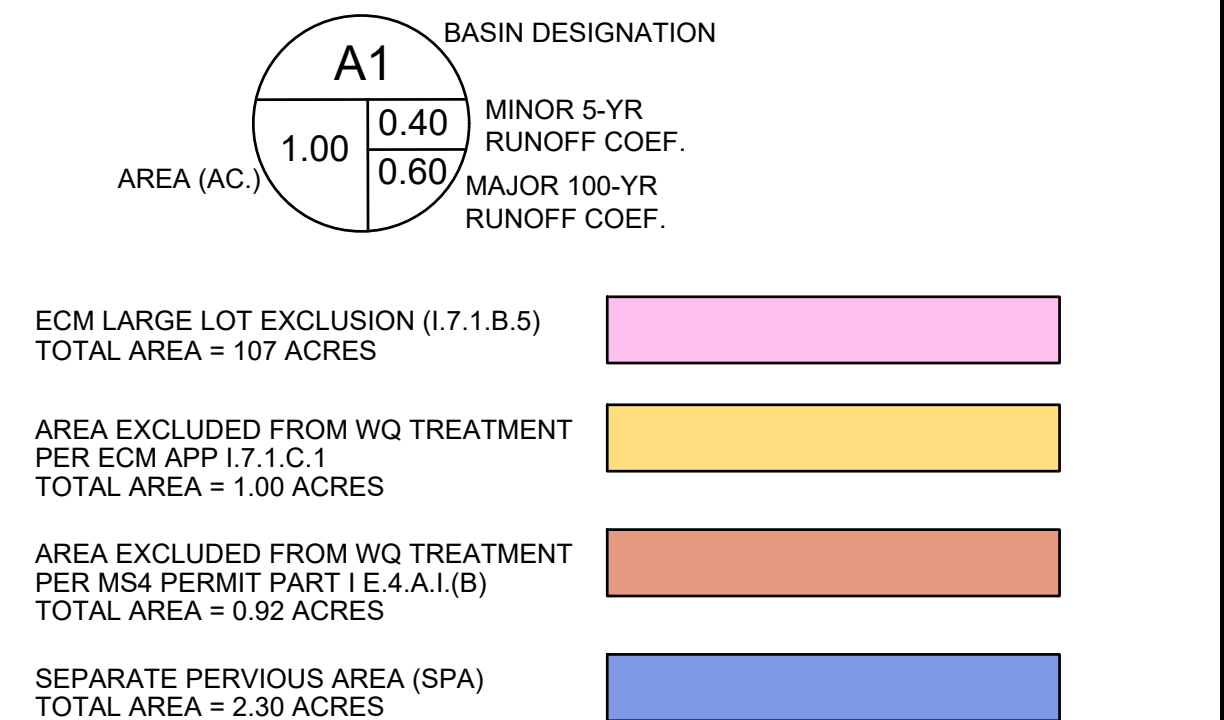 BASIN DESIGNATION
A1
MINOR 5-YR
RUNOFF COEF.
0.40
1.00
0.60
AREA (AC.)
MAJOR 100-YR
RUNOFF COEF.
ECM LARGE LOT EXCLUSION (I.7.1.B.5)
TOTAL AREA = 107 ACRES
AREA EXCLUDED FROM WQ TREATMENT
PER ECM APP I.7.1.C.1
TOTAL AREA = 1.00 ACRES
AREA EXCLUDED FROM WQ TREATMENT
PER MS4 PERMIT PART I E.4.A.I.(B)
TOTAL AREA = 0.92 ACRES
SEPARATE PERVIOUS AREA (SPA)
TOTAL AREA = 2.30 ACRES